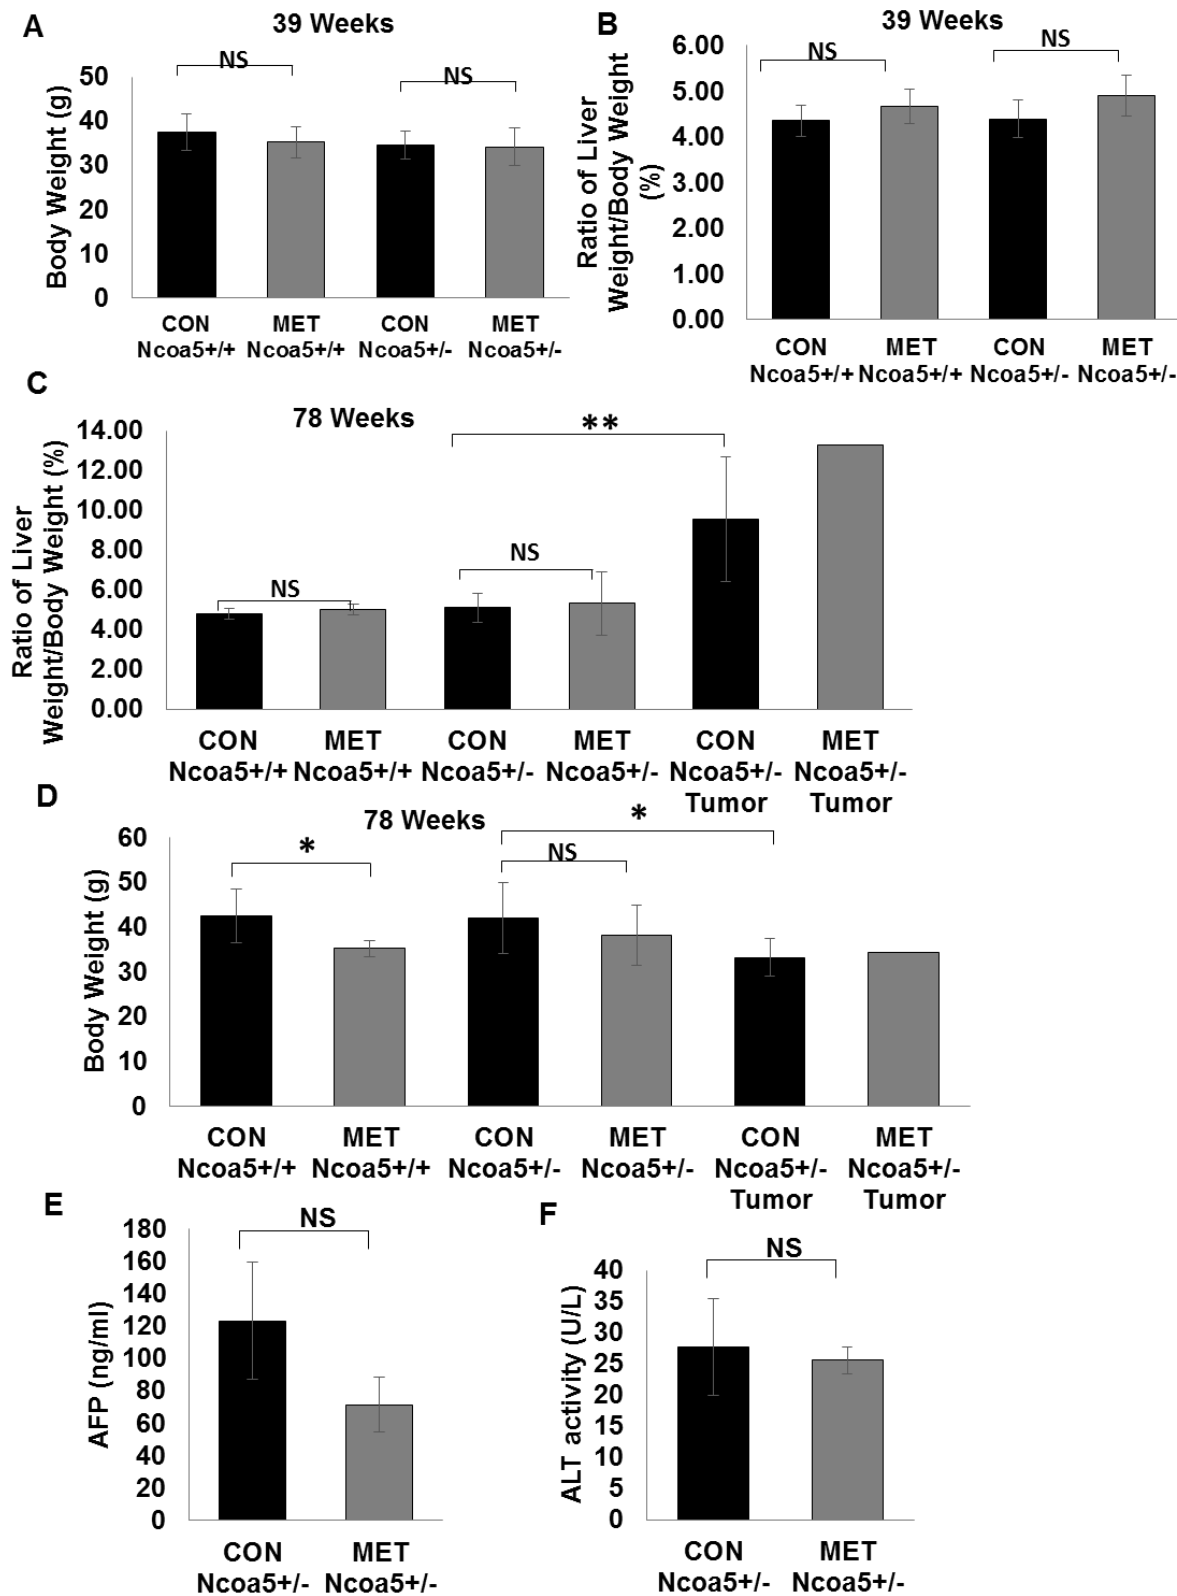 A
39 Weeks
NS
NS
Body Weight (g)
50
40
30
20
10
0
CON
Ncoa5+/+
MET
Ncoa5+/+
CON
Ncoa5+/-
MET
Ncoa5+/-
B
39 Weeks
NS
NS
Ratio of Liver
Weight/Body Weight
(%)
6.00
5.00
4.00
3.00
2.00
1.00
0.00
CON
Ncoa5+/+
MET
Ncoa5+/+
CON
Ncoa5+/-
MET
Ncoa5+/-
C
78 Weeks
NS
NS
**
Ratio of Liver
Weight/Body Weight (%)
14.00
12.00
10.00
8.00
6.00
4.00
2.00
0.00
CON
Ncoa5+/+
MET
Ncoa5+/+
CON
Ncoa5+/-
MET
Ncoa5+/-
CON
Ncoa5+/-
Tumor
MET
Ncoa5+/-
Tumor
D
78 Weeks
*
NS
*
Body Weight (g)
60
50
40
30
20
10
0
CON
Ncoa5+/+
MET
Ncoa5+/+
CON
Ncoa5+/-
MET
Ncoa5+/-
CON
Ncoa5+/-
Tumor
MET
Ncoa5+/-
Tumor
E
NS
AFP (ng/ml)
180
160
140
120
100
80
60
40
20
0
CON
Ncoa5+/-
MET
Ncoa5+/-
F
NS
ALT activity (U/L)
40
35
30
25
20
15
10
5
0
CON
Ncoa5+/-
MET
Ncoa5+/-